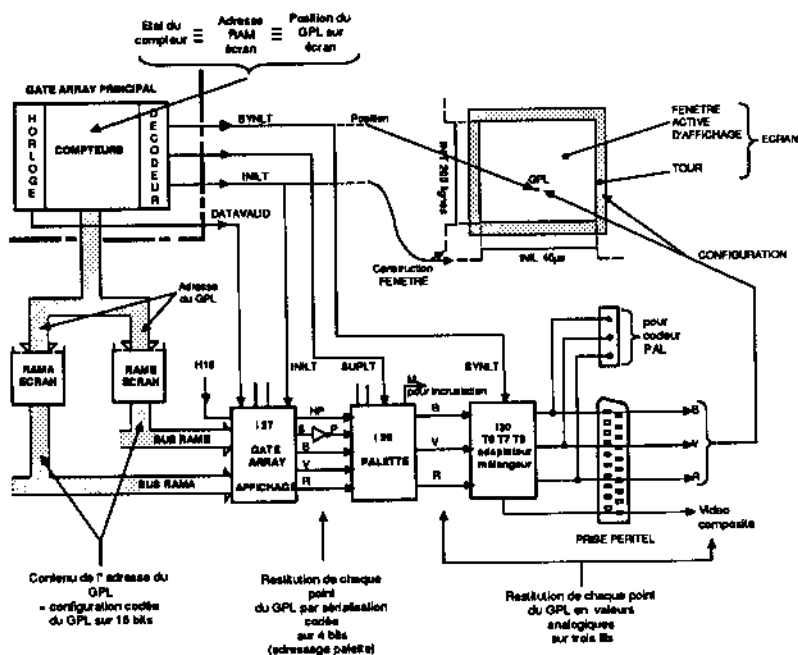 Etat du
compteur
≡
Adresse
RAM
écran
≡
Position du
GPL sur
écran
GATE ARRAY PRINCIPAL
HORLOGE
COMPTEURS
DECODEUR
SYNLT
INILT
DATAVALID
Position
FENETRE
ACTIVE
D'AFFICHAGE
ECRAN
TOUR
GPL
CONFIGURATION
Construction
FENETRE
Adresse
du GPL
RAMA
ECRAN
RAMB
ECRAN
H16
INILT
SUPLT
SYNLT
pour incrustation
pour
codeur
PAL
BUS RAMB
BUS RAMA
I 37
GATE
ARRAY
AFFICHAGE
HP
P
B
V
R
PALETTE
B
V
R
I30
T6 T7 T8
adaptateur
mélangeur
B
V
R
Video
composite
PRISE PERITEL
Contenu de l' adresse du
GPL
= configuration codée
du GPL sur 16 bits
Restitution de chaque
point
du GPL par sérialisation
codée
sur 4 bits
(adressage palette)
Restitution de chaque point
du GPL en valeurs
analogiques
sur trois fils